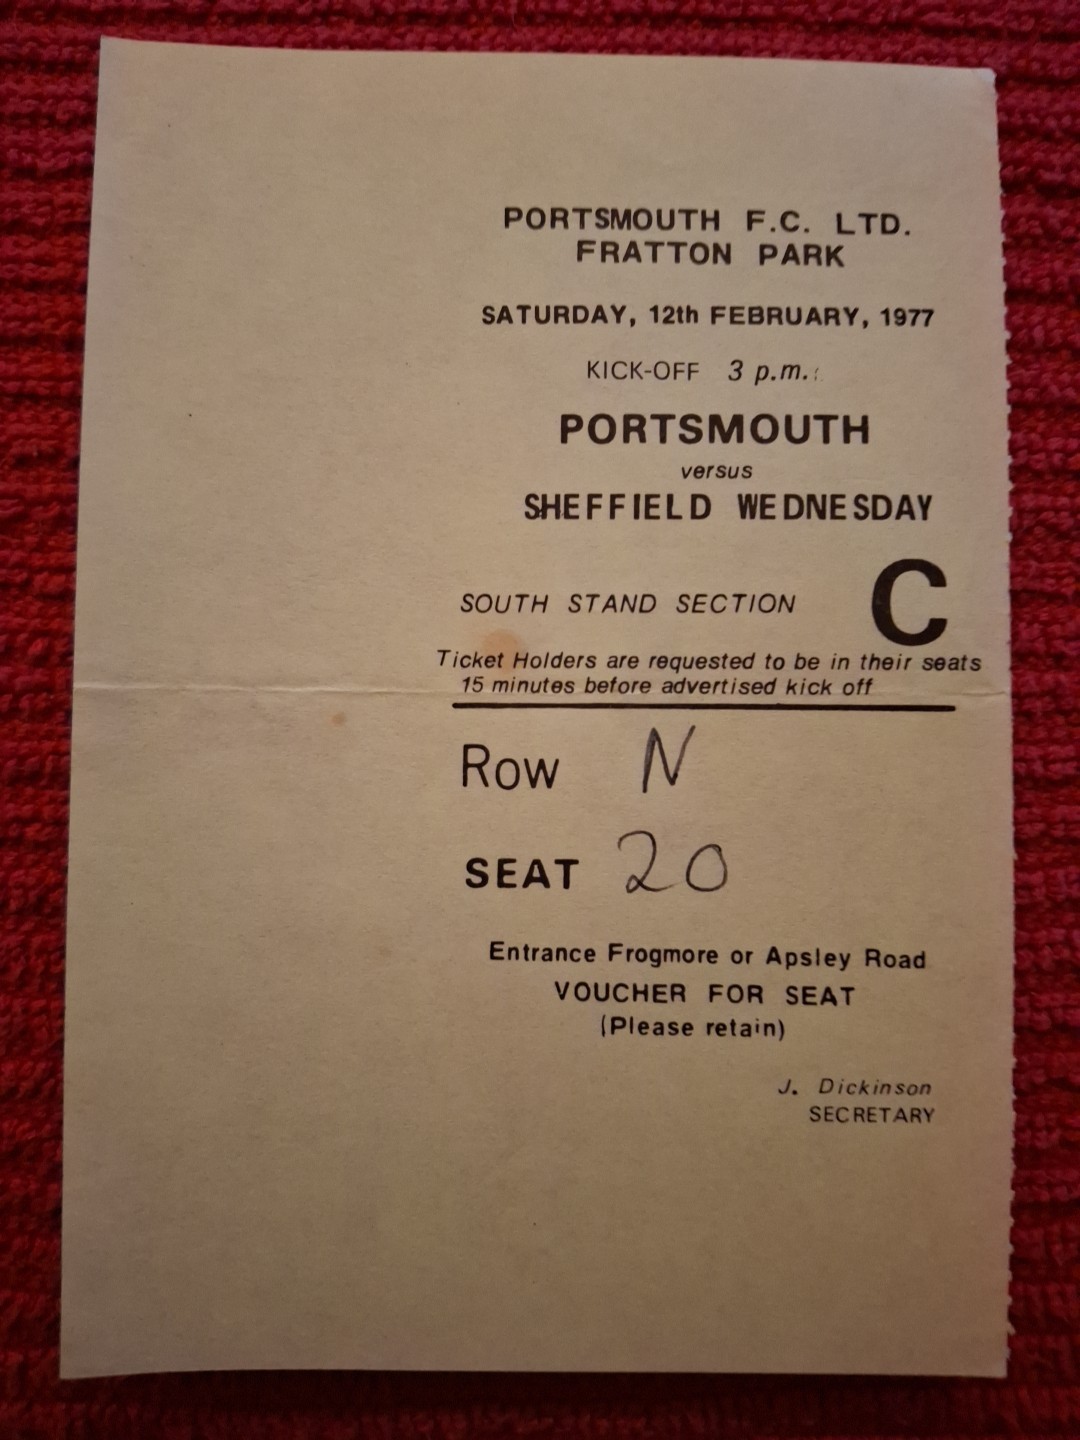 PORTSMOUTH F.C. LTD.
FRATTON PARK
SATURDAY, 12th FEBRUARY, 1977
KICK-OFF 3 p.m.
PORTSMOUTH
versus
SHEFFIELD WEDNESDAY
SOUTH STAND SECTION C
Ticket Holders are requested to be in their seats
15 minutes before advertised kick off
Row N
SEAT 20
Entrance Frogmore or Apsley Road
VOUCHER FOR SEAT
(Please retain)
J. Dickinson
SECRETARY